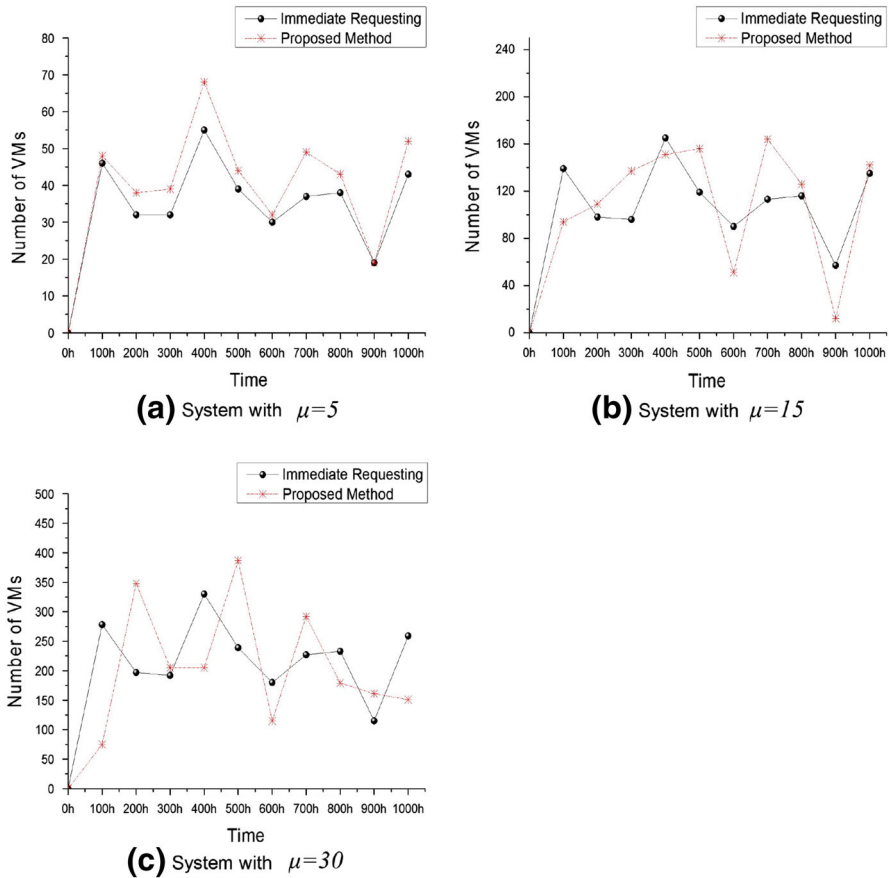 Immediate Requesting
Proposed Method
80
70
60
50
40
30
20
10
0
Number of VMs
0h 100h 200h 300h 400h 500h 600h 700h 800h 900h 1000h
Time
(a) System with μ=5
Immediate Requesting
Proposed Method
240
200
160
120
80
40
0
Number of VMs
0h 100h 200h 300h 400h 500h 600h 700h 800h 900h 1000h
Time
(b) System with μ=15
Immediate Requesting
Proposed Method
500
450
400
350
300
250
200
150
100
50
0
Number of VMs
0h 100h 200h 300h 400h 500h 600h 700h 800h 900h 1000h
Time
(c) System with μ=30